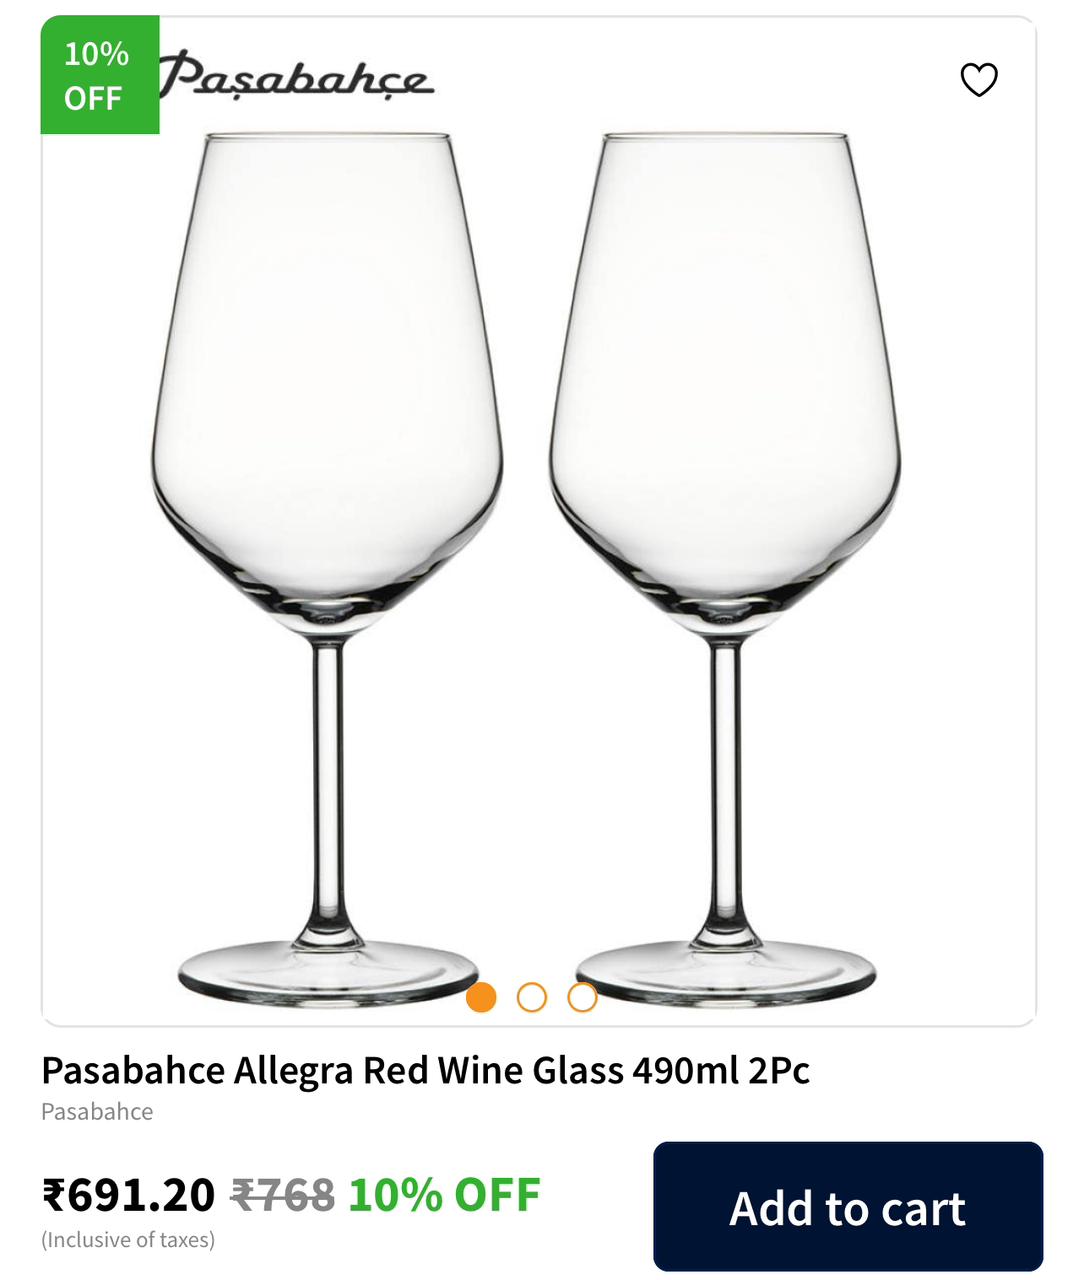 10%
OFF
Paşabahçe
Pasabahce Allegra Red Wine Glass 490ml 2Pc
Pasabahce
₹691.20 ₹768 10% OFF
(Inclusive of taxes)
Add to cart